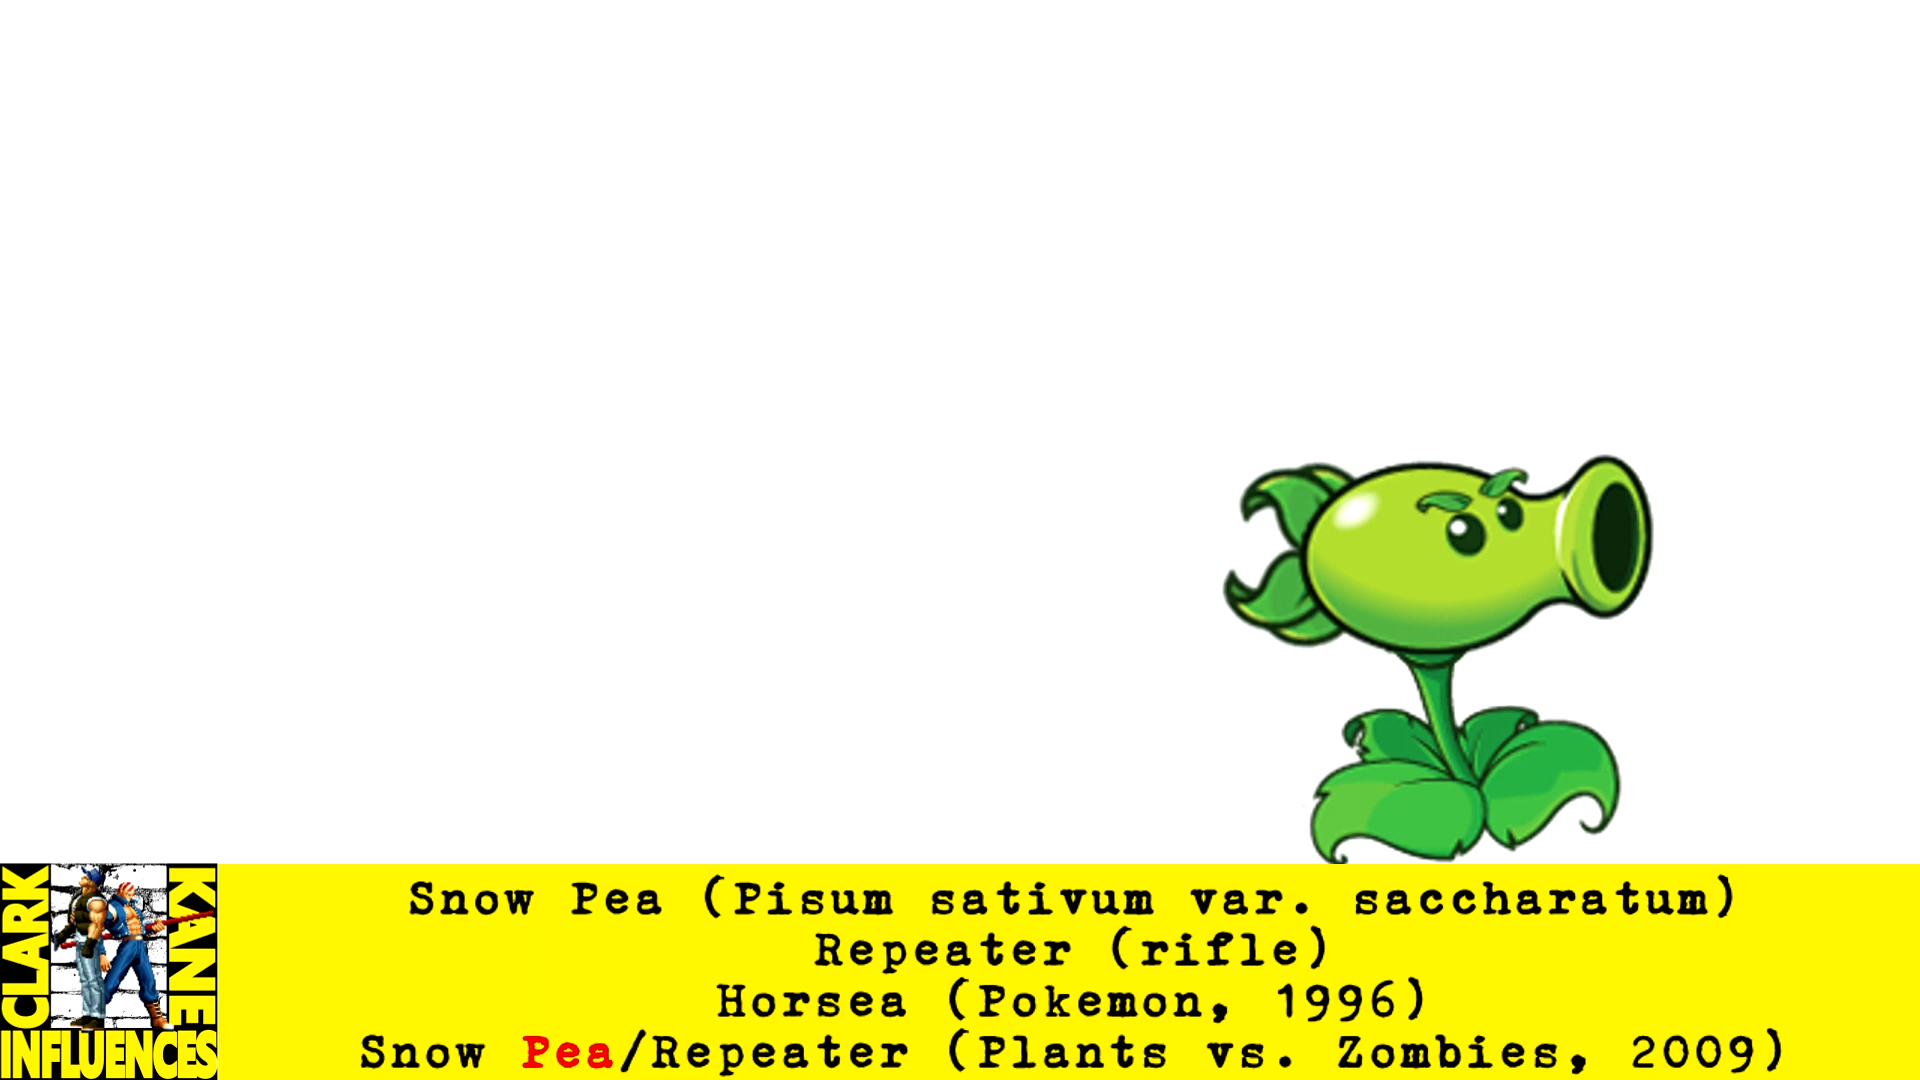 Snow Pea (Pisum sativum var. saccharatum)
Repeater (rifle)
Horsea (Pokemon, 1996)
Snow Pea/Repeater (Plants vs. Zombies, 2009)
CLARK
KANE
INFLUENCES